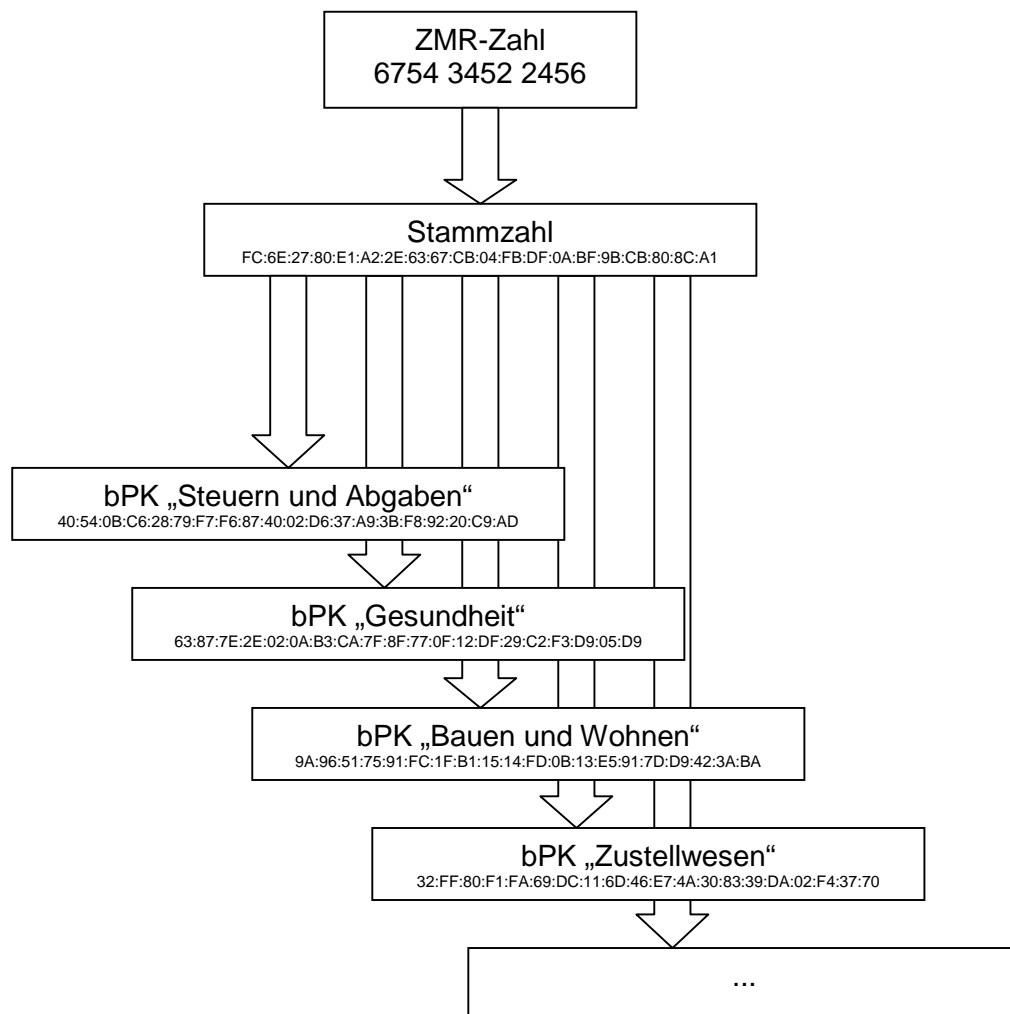 ZMR-Zahl
6754 3452 2456
Stammzahl
FC:6E:27:80:E1:A2:2E:63:67:CB:04:FB:DF:0A:BF:9B:CB:80:8C:A1
bPK „Steuern und Abgaben“
40:54:0B:C6:28:79:F7:F6:87:40:02:D6:37:A9:3B:F8:92:20:C9:AD
bPK „Gesundheit“
63:87:7E:2E:02:0A:B3:CA:7F:8F:77:0F:12:DF:29:C2:F3:D9:05:D9
bPK „Bauen und Wohnen“
9A:96:51:75:91:FC:1F:B1:15:14:FD:0B:13:E5:91:7D:D9:42:3A:BA
bPK „Zustellwesen“
32:FF:80:F1:FA:69:DC:11:6D:46:E7:4A:30:83:39:DA:02:F4:37:70
...